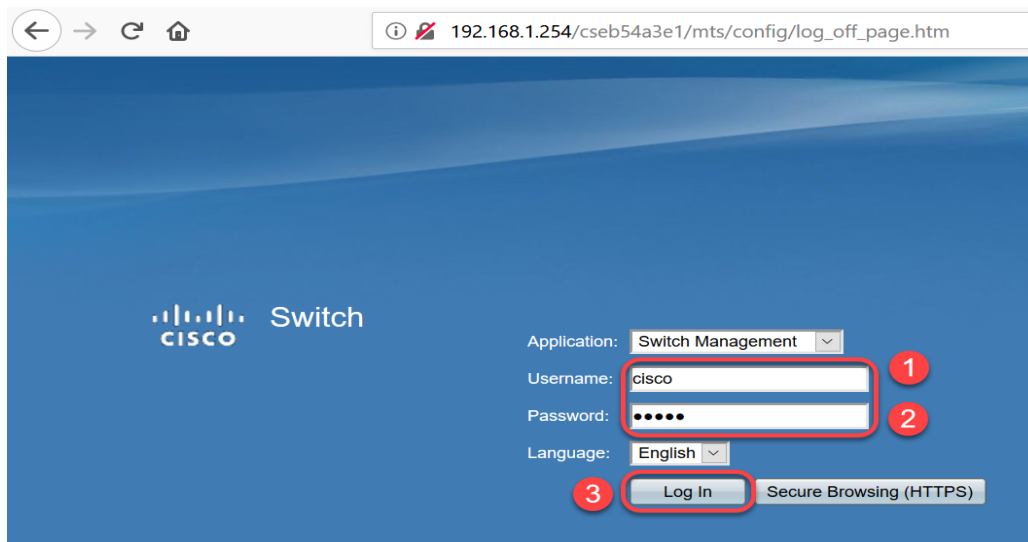 192.168.1.254/cseb54a3e1/mts/config/log_off_page.htm
CISCO Switch
Application: Switch Management
Username: cisco 1
Password: ●●●●● 2
Language: English
3 Log In Secure Browsing (HTTPS)